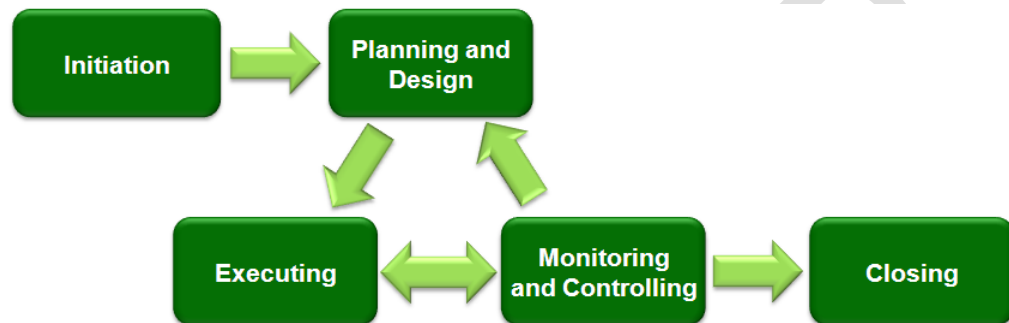 Initiation
Planning and
Design
Executing
Monitoring
and Controlling
Closing